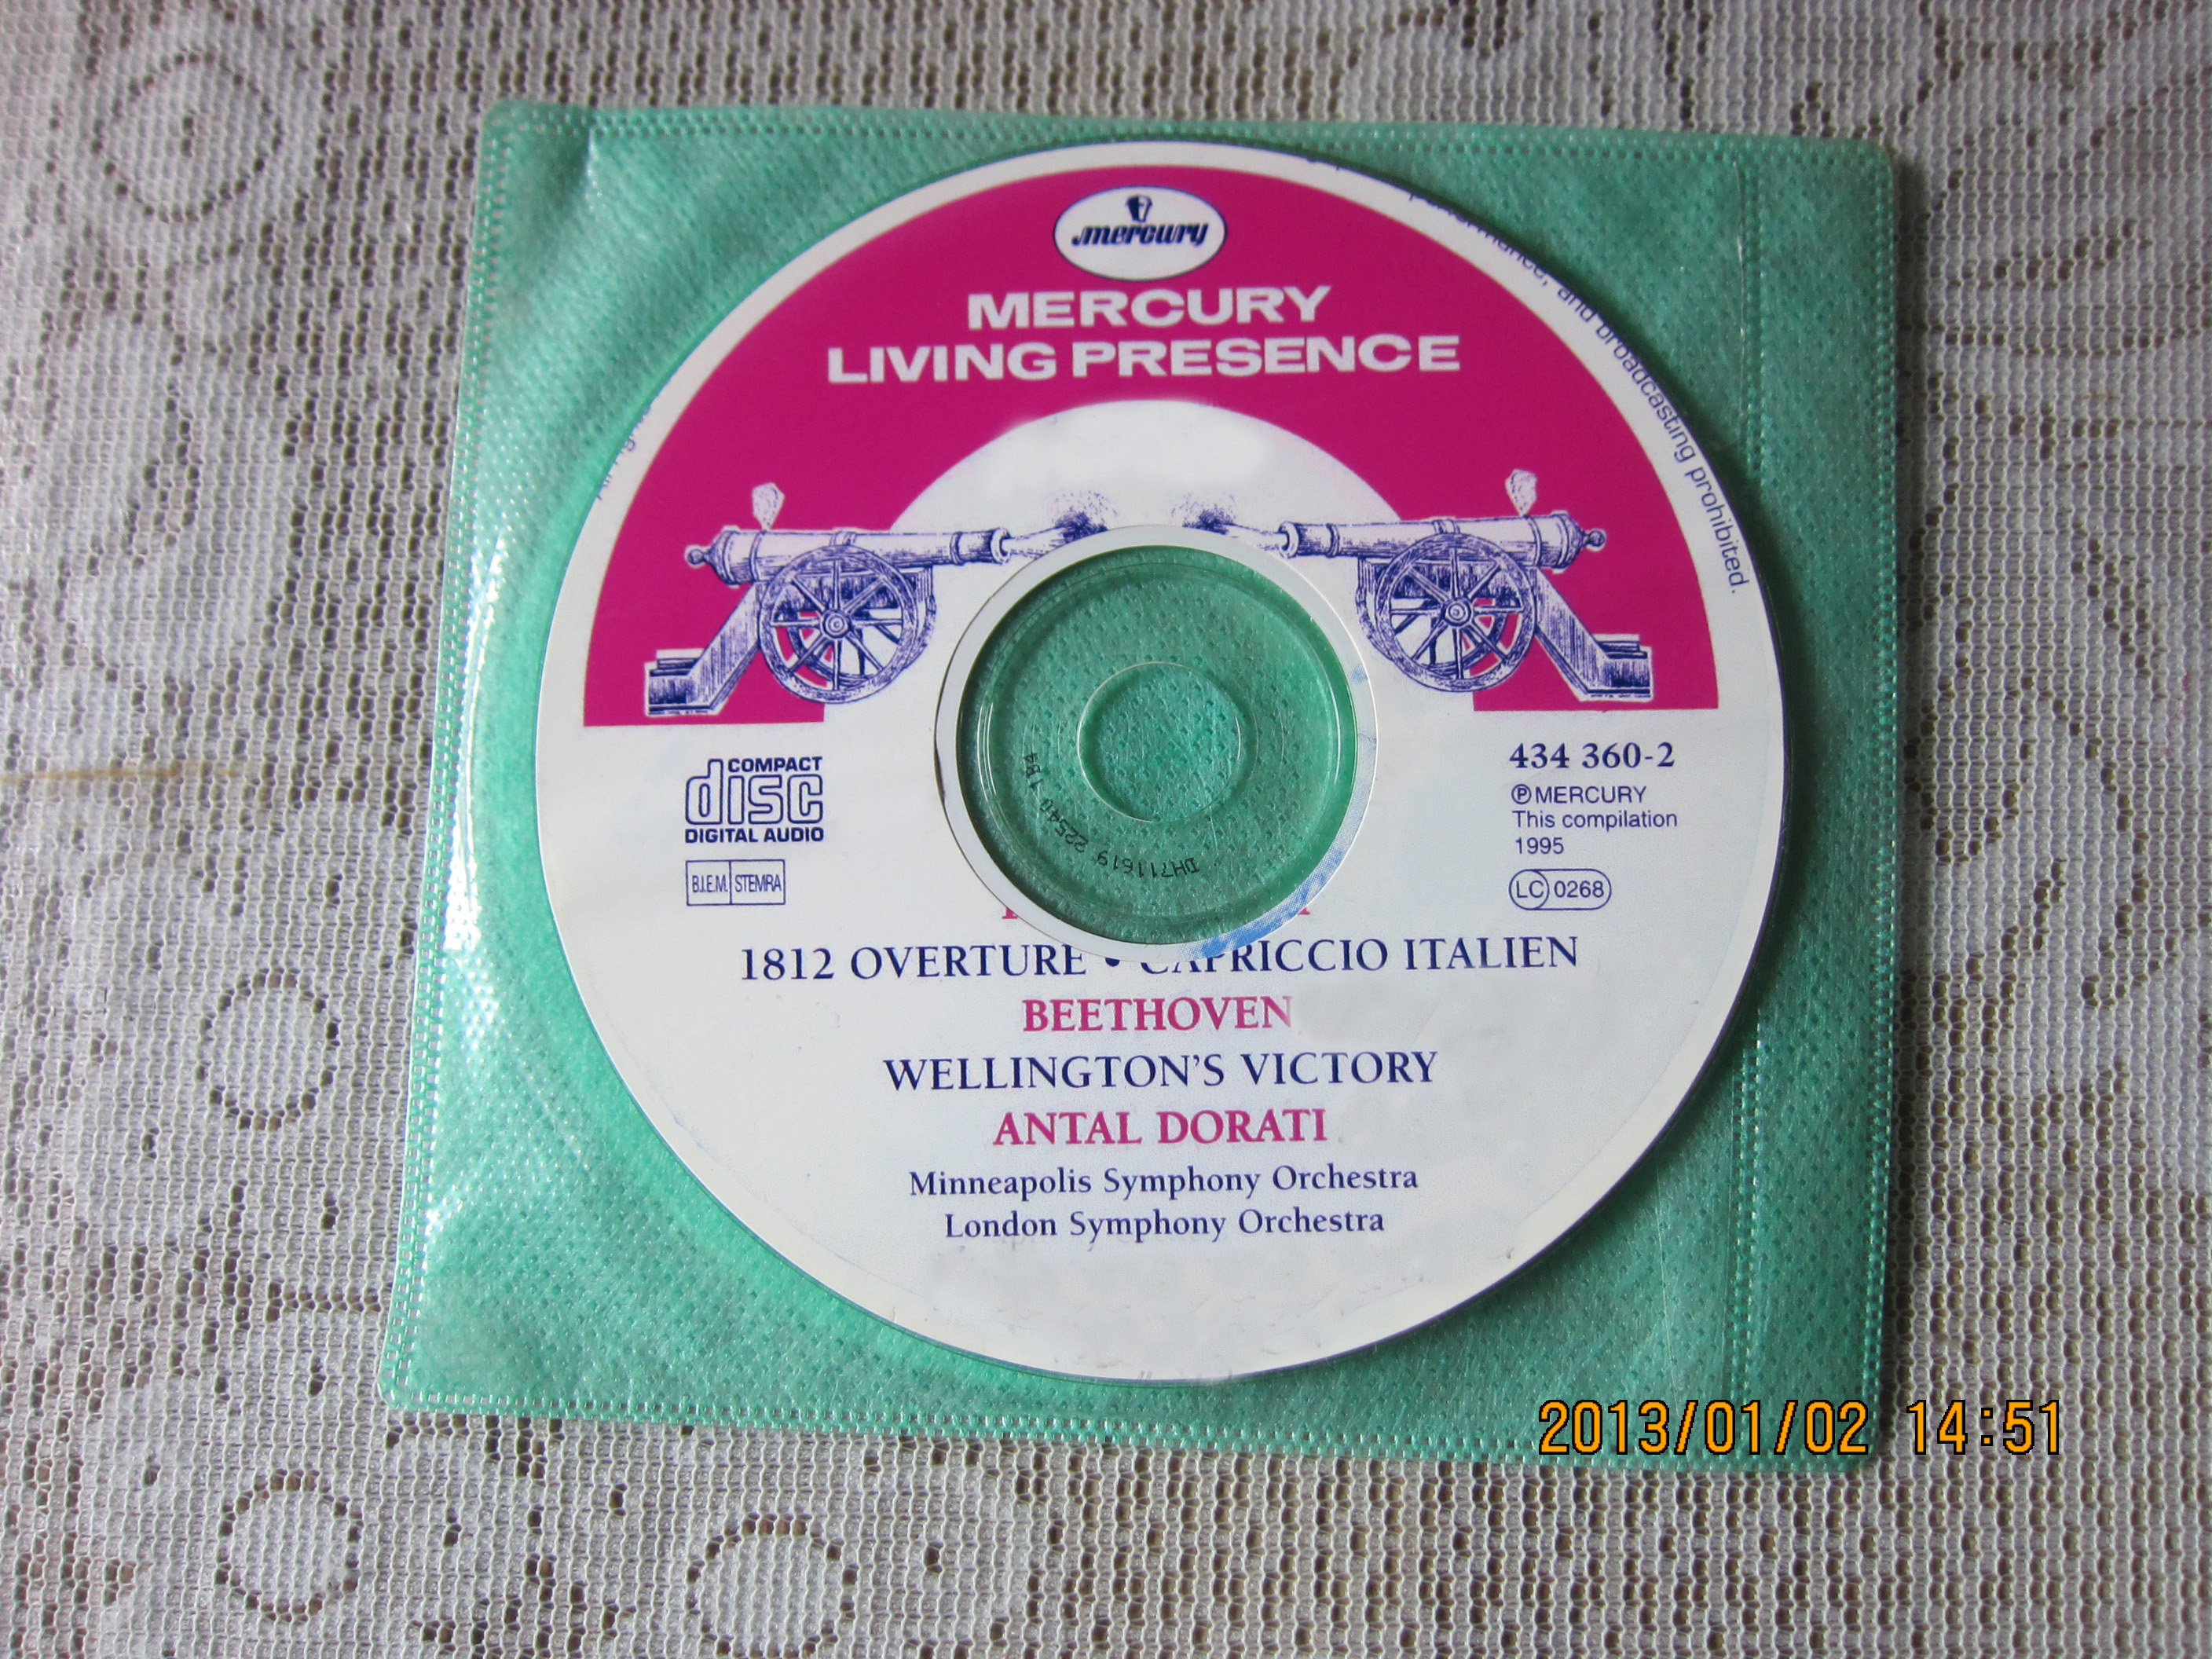 mercury
MERCURY
LIVING PRESENCE
performance, and broadcasting prohibited.
COMPACT
disc
DIGITAL AUDIO
B.I.E.M. STEMRA
434 360-2
℗ MERCURY
This compilation
1995
LC 0268
DH711619 22540 1B4
1812 OVERTURE • CAPRICCIO ITALIEN
BEETHOVEN
WELLINGTON'S VICTORY
ANTAL DORATI
Minneapolis Symphony Orchestra
London Symphony Orchestra
2013/01/02 14:51